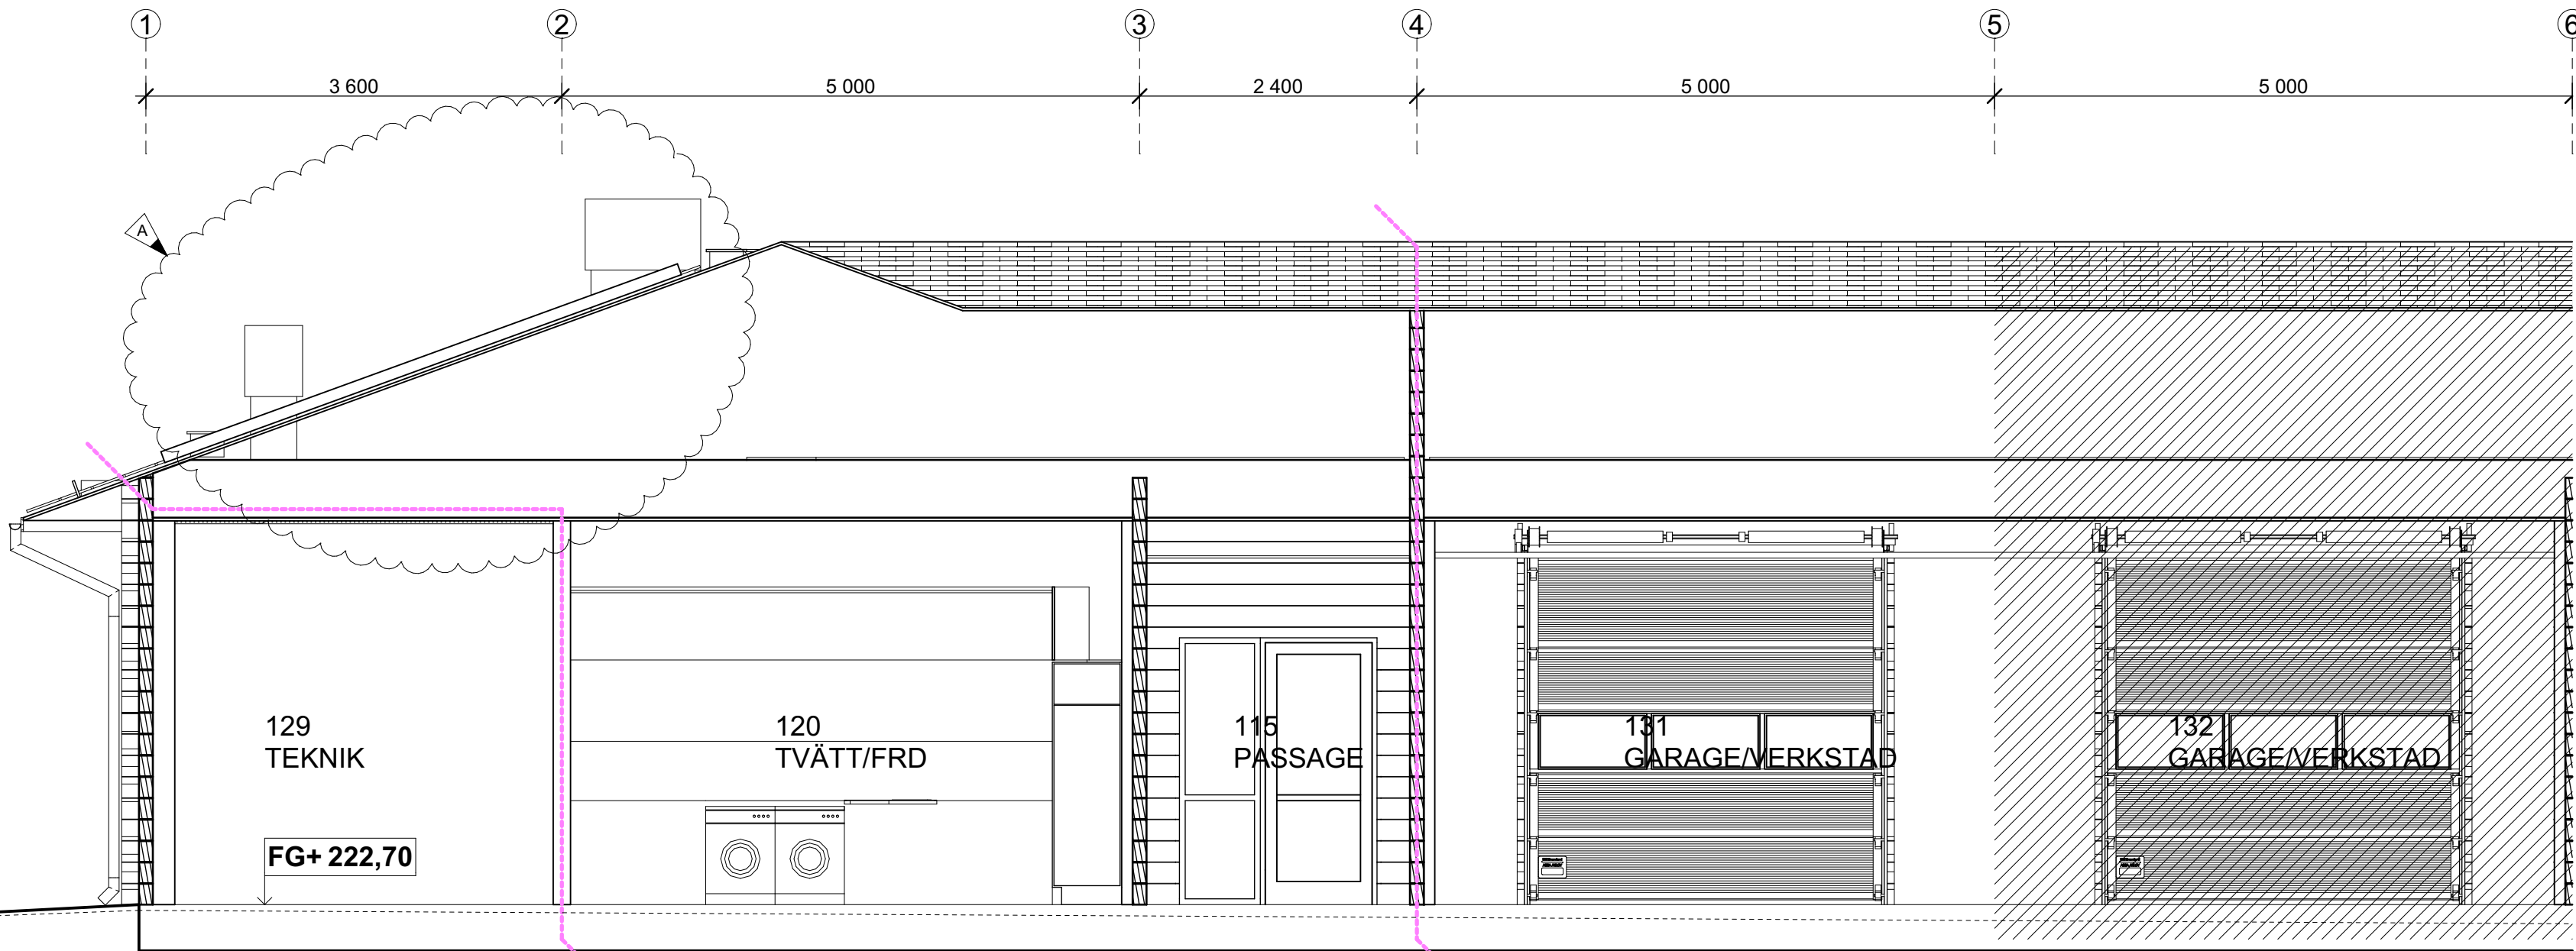 1 2 3 4 5 6
3 600 5 000 2 400 5 000 5 000
A
129
TEKNIK
120
TVÄTT/FRD
115
PASSAGE
131
GARAGE/VERKSTAD
132
GARAGE/VERKSTAD
FG+ 222,70